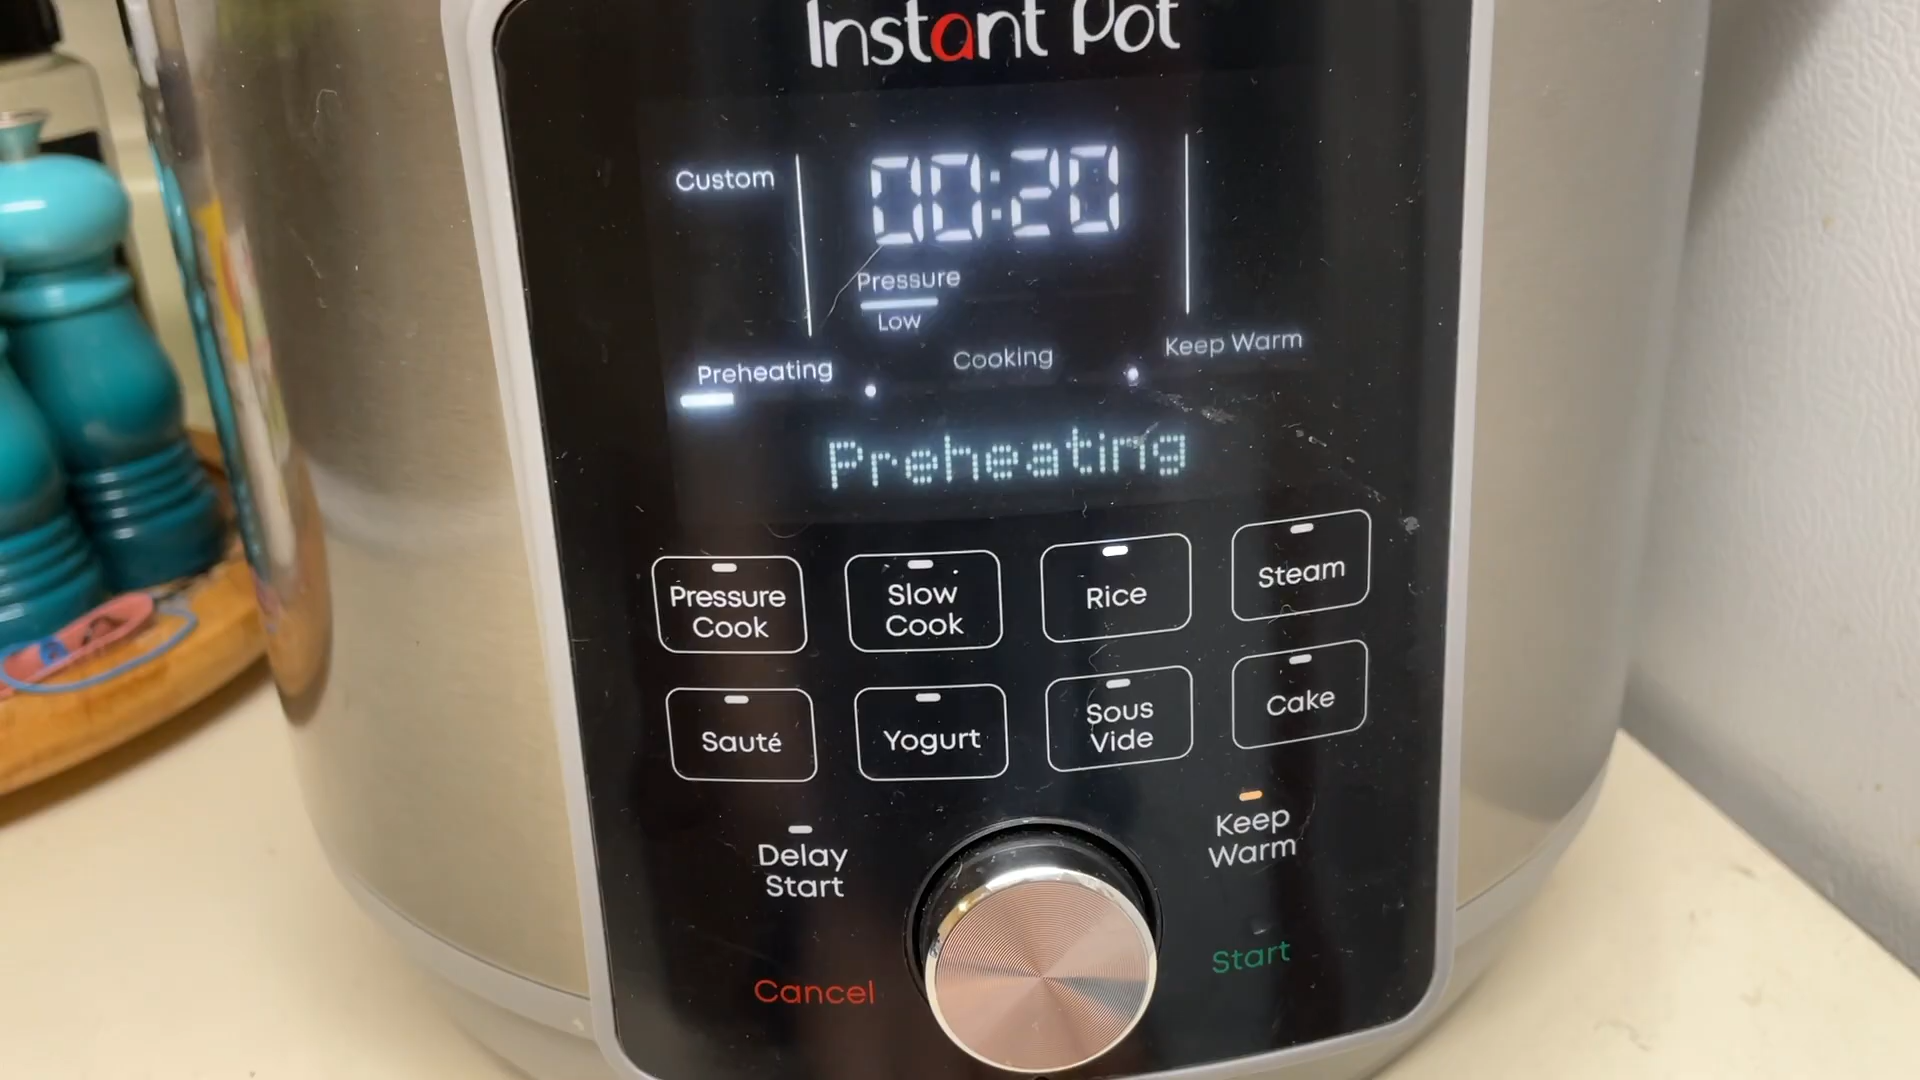 Instant Pot
Custom
00:20
Pressure
Low
Preheating
Cooking
Keep Warm
Preheating
Pressure
Cook
Slow
Cook
Rice
Steam
Sauté
Yogurt
Sous
Vide
Cake
Delay
Start
Keep
Warm
Cancel
Start